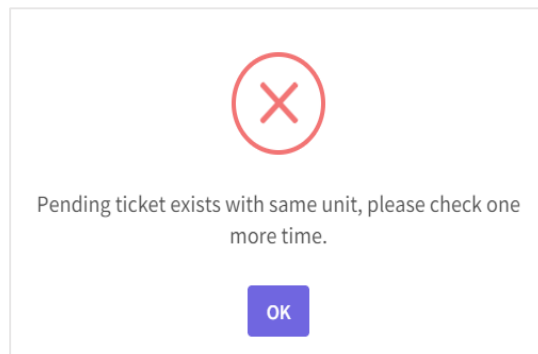 Pending ticket exists with same unit, please check one
more time.
OK